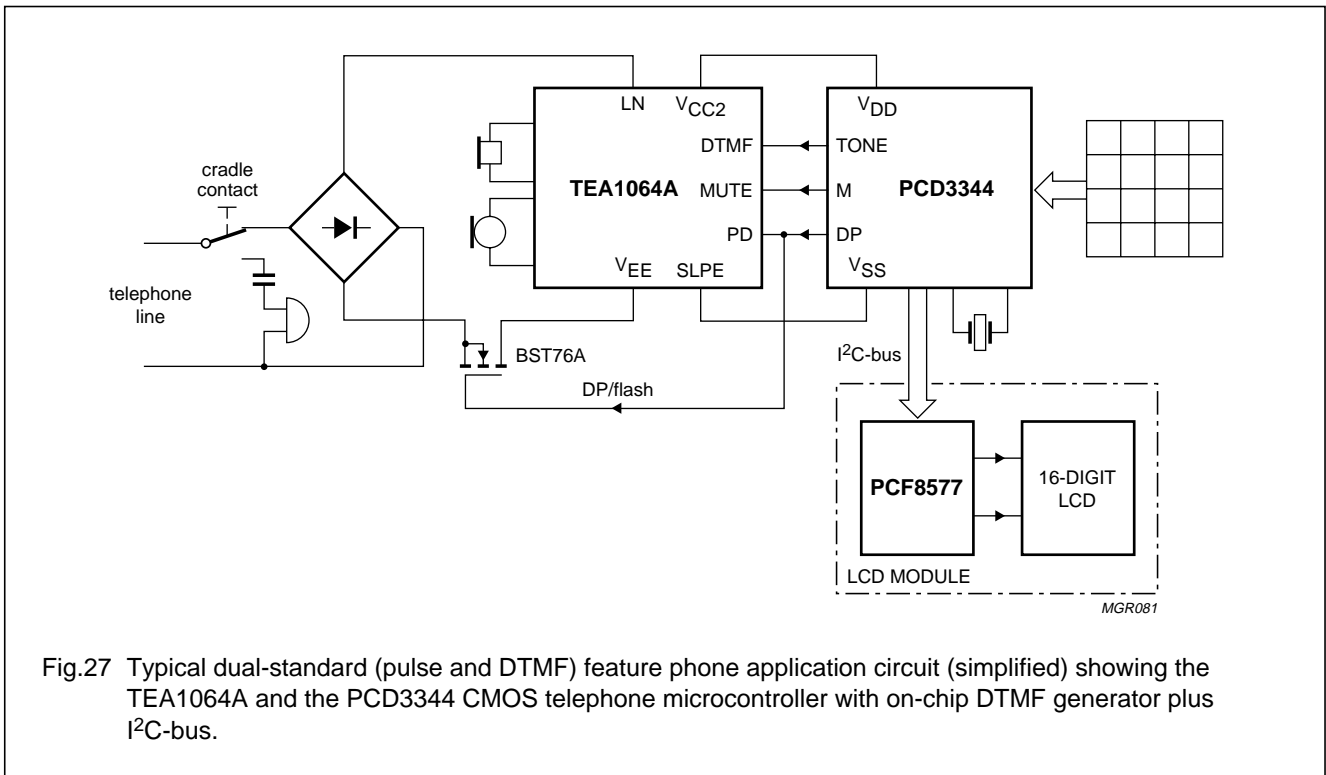 LN
VCC2
VDD
DTMF
TONE
cradle
contact
TEA1064A
MUTE
M
PCD3344
PD
DP
VEE
SLPE
VSS
telephone
line
BST76A
I2C-bus
DP/flash
PCF8577
16-DIGIT
LCD
LCD MODULE
MGR081
Fig.27 Typical dual-standard (pulse and DTMF) feature phone application circuit (simplified) showing the
TEA1064A and the PCD3344 CMOS telephone microcontroller with on-chip DTMF generator plus
I2C-bus.